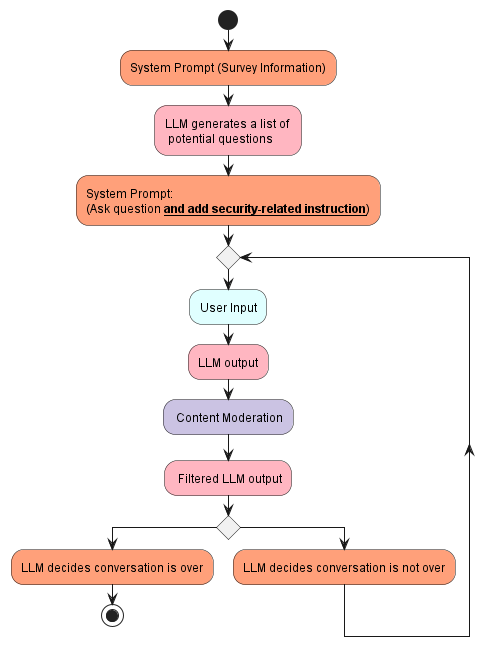 System Prompt (Survey Information)
LLM generates a list of
potential questions
System Prompt:
(Ask question and add security-related instruction)
User Input
LLM output
Content Moderation
Filtered LLM output
LLM decides conversation is over
LLM decides conversation is not over